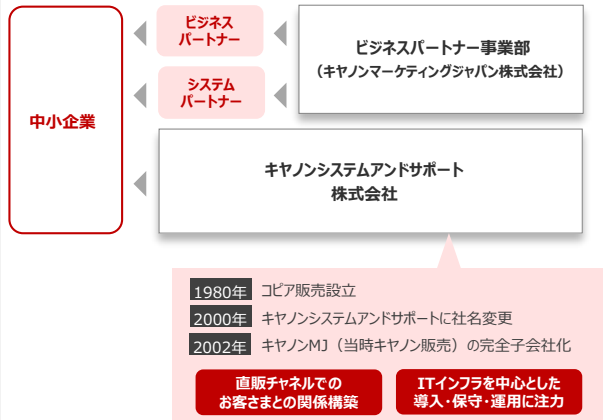 中小企業
ビジネス
パートナー
システム
パートナー
ビジネスパートナー事業部
（キヤノンマーケティングジャパン株式会社）
キヤノンシステムアンドサポート
株式会社
1980年 コピア販売設立
2000年 キヤノンシステムアンドサポートに社名変更
2002年 キヤノンMJ（当時キヤノン販売）の完全子会社化
直販チャネルでの
お客さまとの関係構築
ITインフラを中心とした
導入・保守・運用に注力